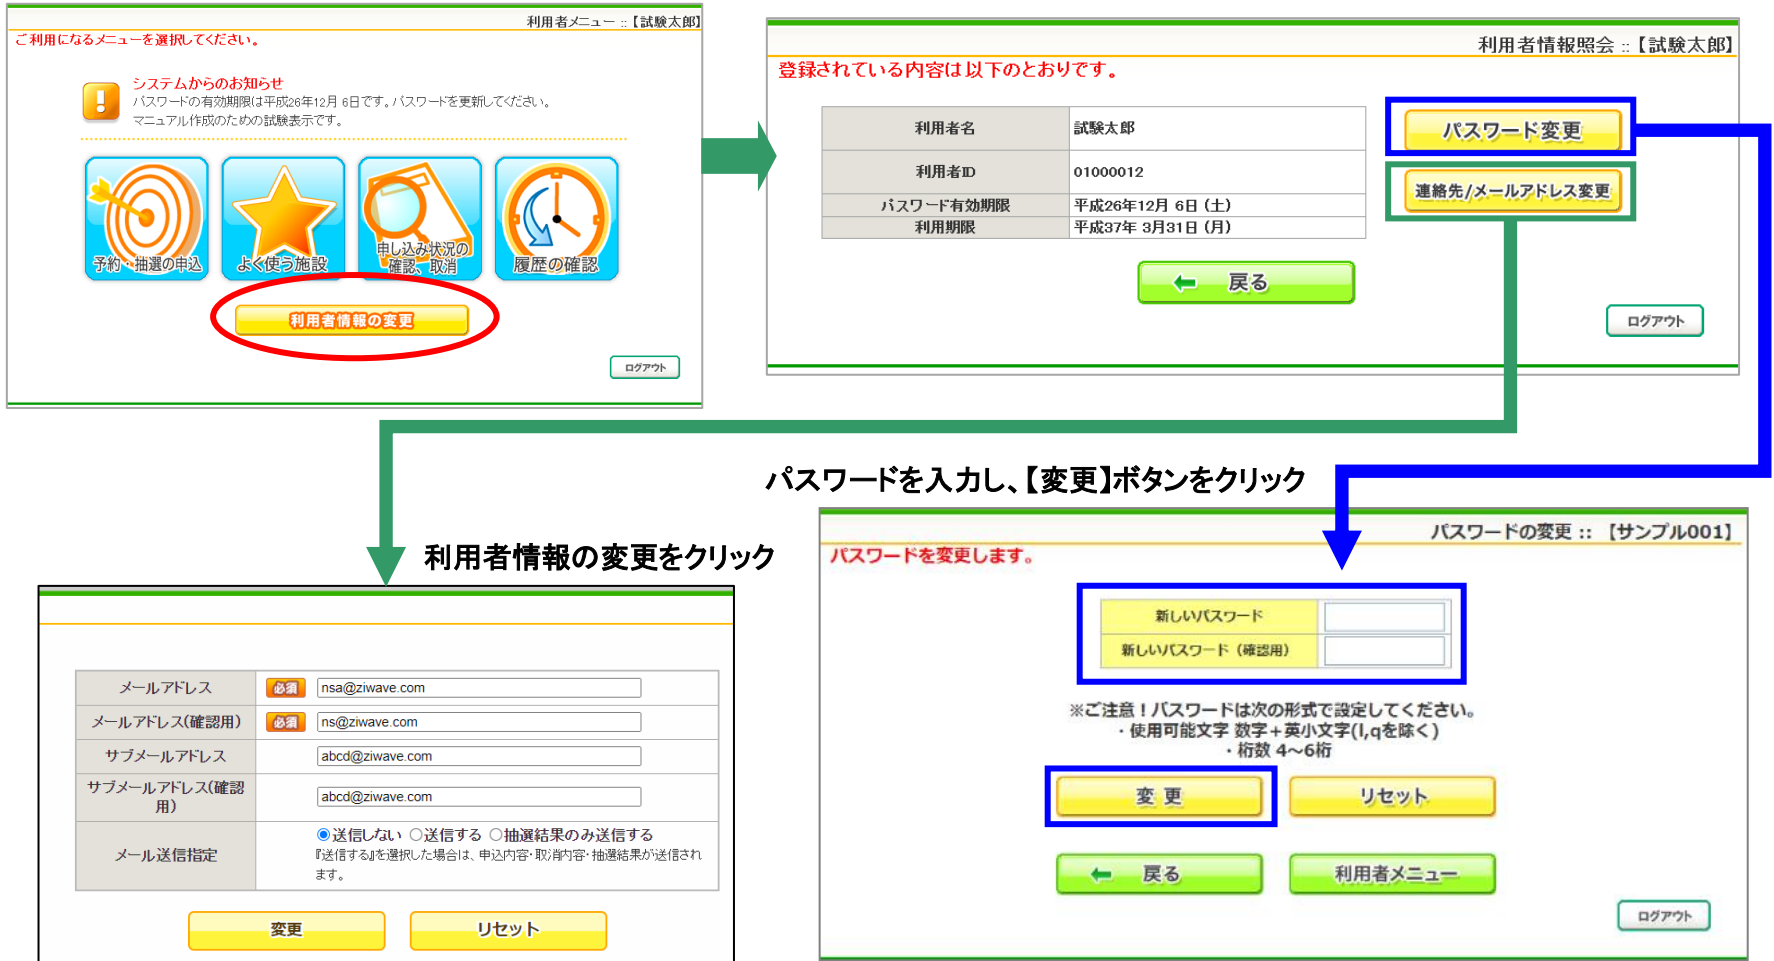 利用者メニュー ::【試験太郎】
ご利用になるメニューを選択してください。
システムからのお知らせ
パスワードの有効期限は平成26年12月 6日です。パスワードを更新してください。
マニュアル作成のための試験表示です。
予約・抽選の申込
よく使う施設
申し込み状況の
確認、取消
履歴の確認
利用者情報の変更
ログアウト
利用者情報照会 ::【試験太郎】
登録されている内容は以下のとおりです。
利用者名 試験太郎
利用者ID 01000012
パスワード有効期限 平成26年12月 6日 (土)
利用期限 平成37年 3月31日 (月)
パスワード変更
連絡先/メールアドレス変更
戻る
ログアウト
利用者情報の変更をクリック
メールアドレス 必須 nsa@ziwave.com
メールアドレス(確認用) 必須 ns@ziwave.com
サブメールアドレス abcd@ziwave.com
サブメールアドレス(確認
用) abcd@ziwave.com
メール送信指定 送信しない 送信する 抽選結果のみ送信する
『送信する』を選択した場合は、申込内容・取消内容・抽選結果が送信され
ます。
変更 リセット
パスワードを入力し、【変更】ボタンをクリック
パスワードの変更 :: 【サンプル001】
パスワードを変更します。
新しいパスワード
新しいパスワード（確認用）
※ご注意！パスワードは次の形式で設定してください。
・使用可能文字 数字+英小文字(l,qを除く)
・桁数 4～6桁
変 更 リセット
戻る 利用者メニュー
ログアウト